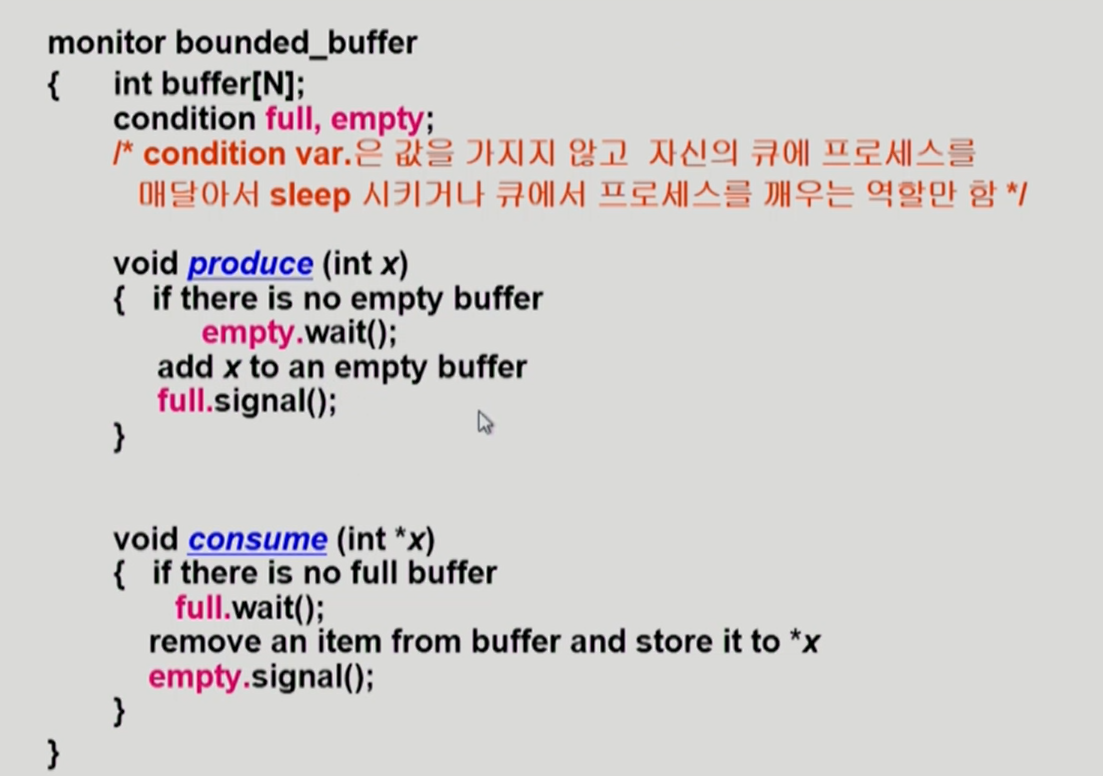 monitor bounded_buffer
{ int buffer[N];
condition full, empty;
/* condition var.은 값을 가지지 않고 자신의 큐에 프로세스를
매달아서 sleep 시키거나 큐에서 프로세스를 깨우는 역할만 함 */
void produce (int x)
{ if there is no empty buffer
empty.wait();
add x to an empty buffer
full.signal();
}
void consume (int *x)
{ if there is no full buffer
full.wait();
remove an item from buffer and store it to *x
empty.signal();
}
}